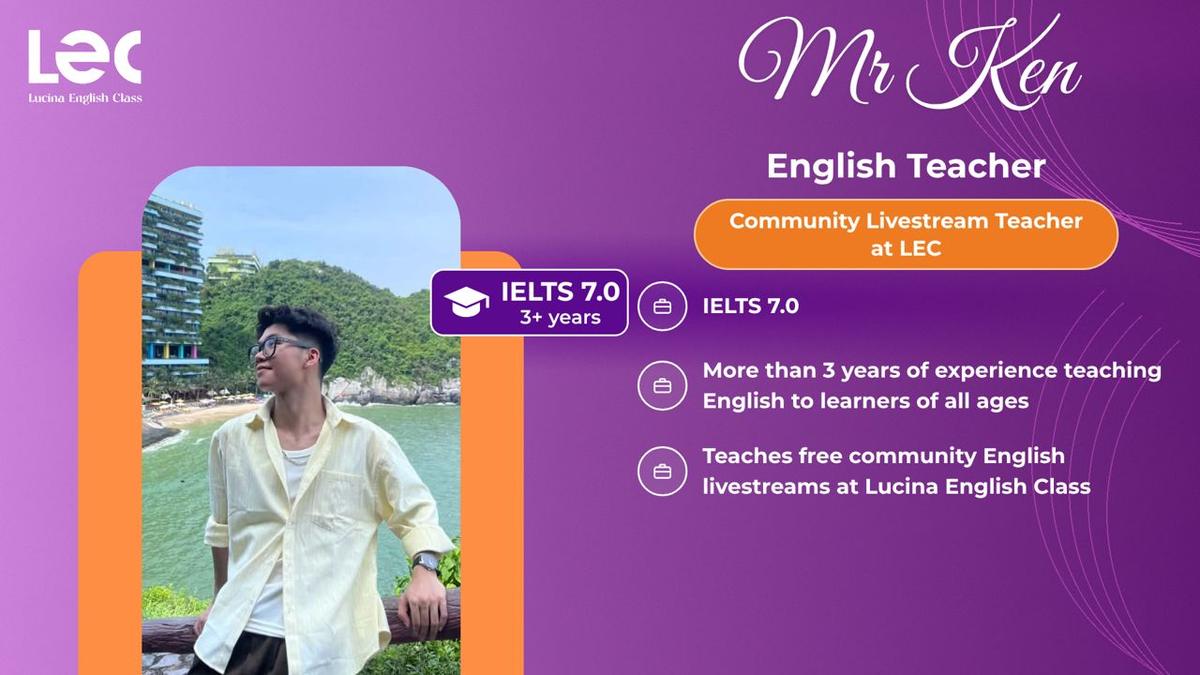 LEC
Lucina English Class
Mr Ken
English Teacher
Community Livestream Teacher
at LEC
IELTS 7.0
3+ years
IELTS 7.0
More than 3 years of experience teaching
English to learners of all ages
Teaches free community English
livestreams at Lucina English Class